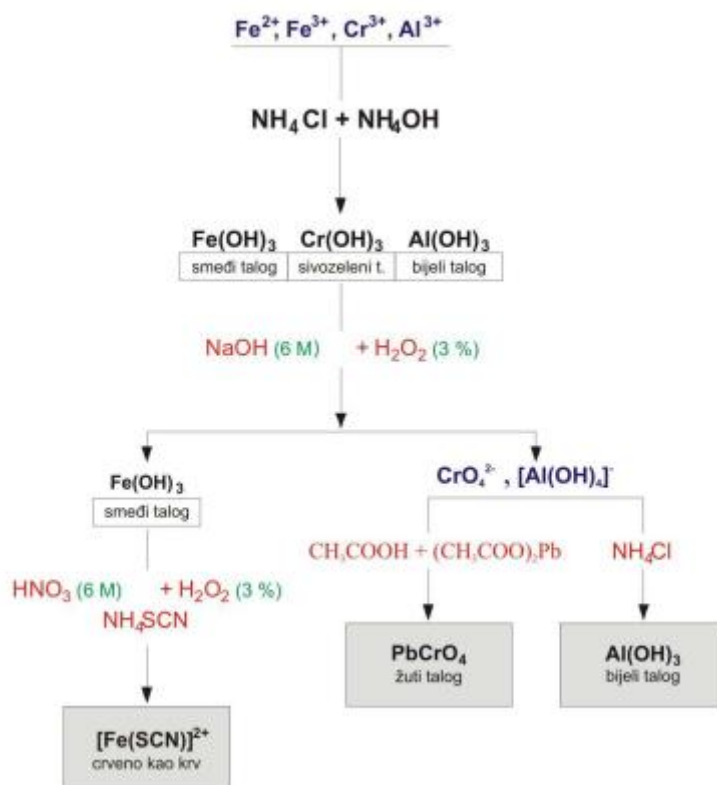 Fe²⁺, Fe³⁺, Cr³⁺, Al³⁺
NH₄Cl + NH₄OH
Fe(OH)₃ Cr(OH)₃ Al(OH)₃
smeđi talog sivozeleni t. bijeli talog
NaOH (6 M) + H₂O₂ (3 %)
Fe(OH)₃
smeđi talog
CrO₄²⁻ , [Al(OH)₄]⁻
HNO₃ (6 M) + H₂O₂ (3 %)
NH₄SCN
CH₃COOH + (CH₃COO)₂Pb NH₄Cl
PbCrO₄
žuti talog
Al(OH)₃
bijeli talog
[Fe(SCN)]²⁺
crveno kao krv